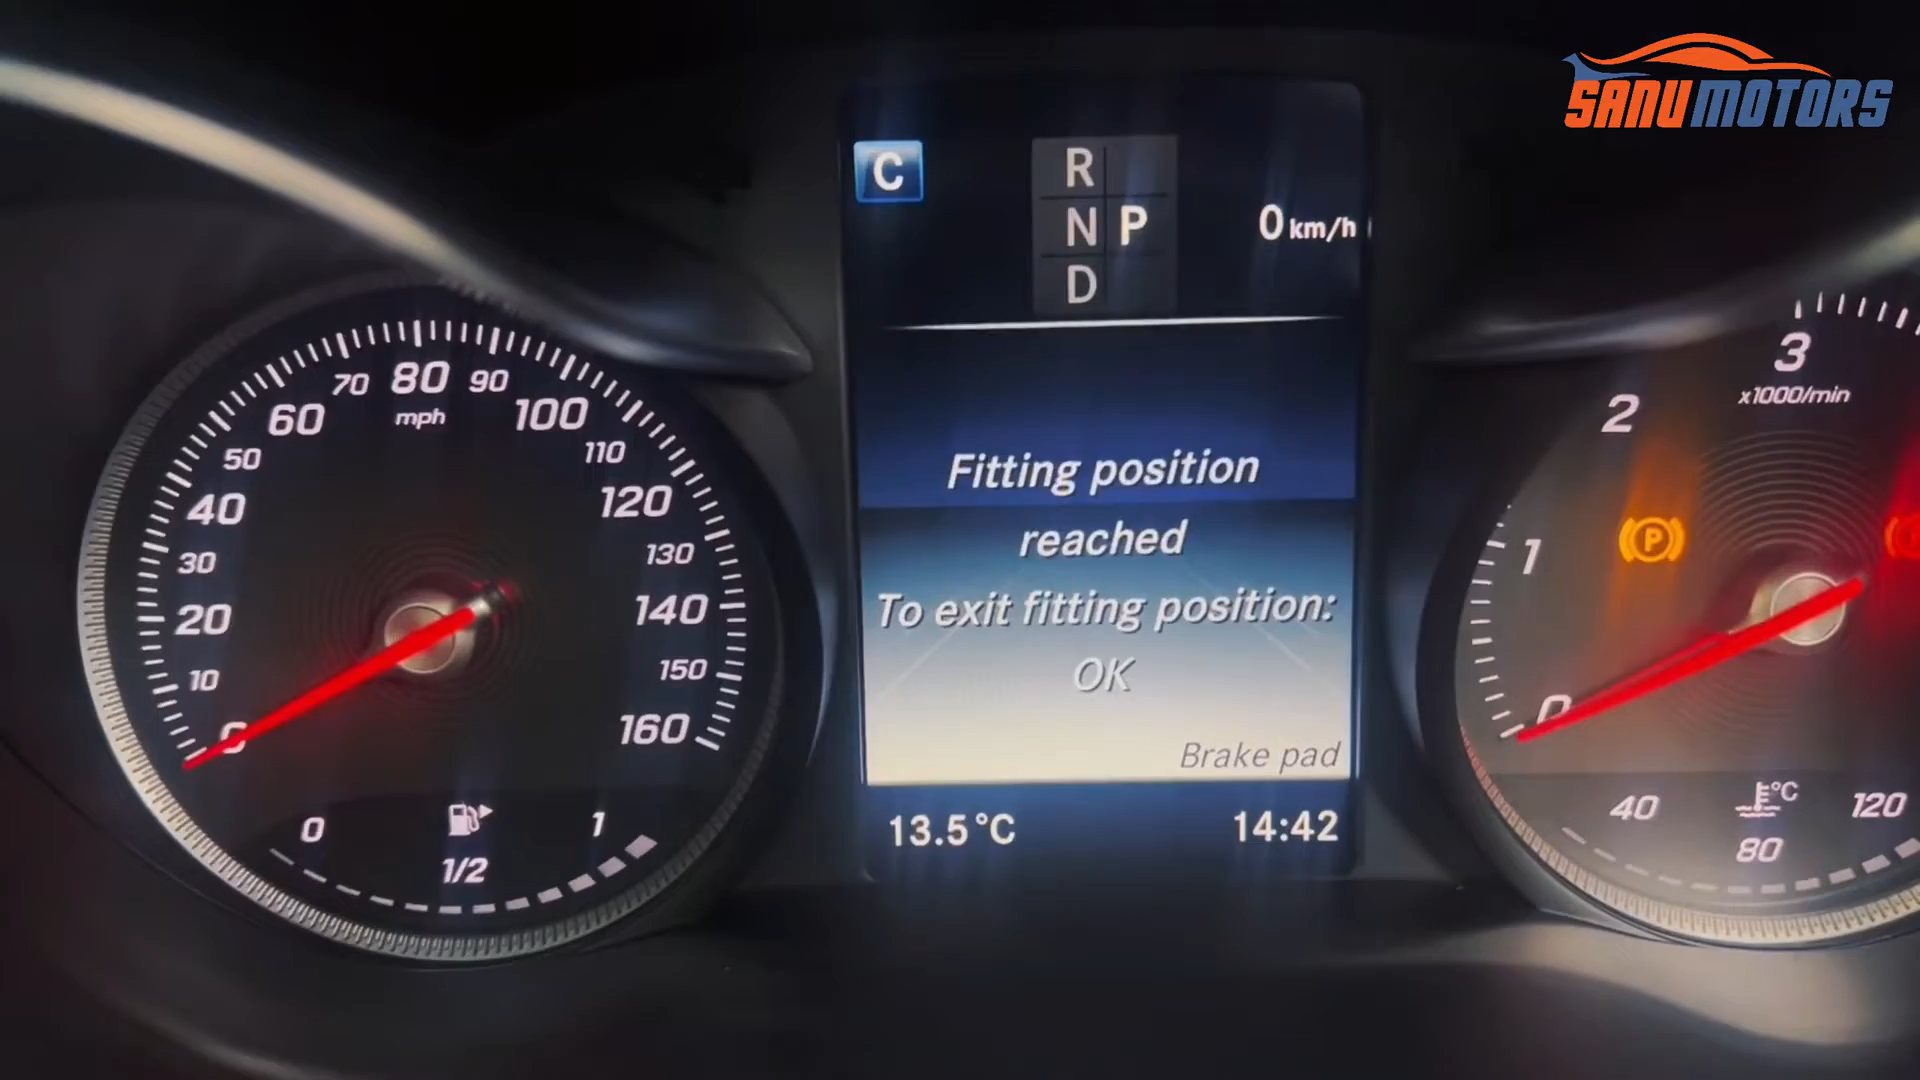 SANU MOTORS
C
R
N P
D
0 km/h
0
10
20
30
40
50
60
70
80
90
100
110
120
130
140
150
160
mph
0
1/2
1
Fitting position
reached
To exit fitting position:
OK
Brake pad
13.5 °C
14:42
0
1
2
3
x1000/min
P
40
80
120
°C